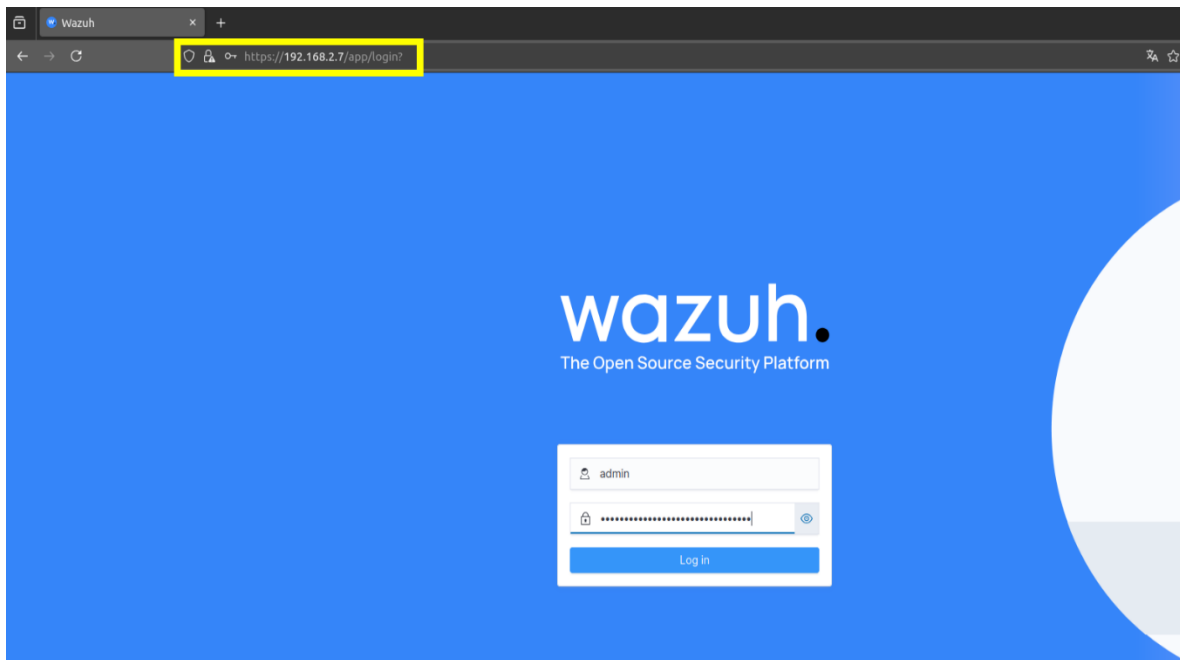 Wazuh
https://192.168.2.7/app/login?
wazuh.
The Open Source Security Platform
admin
Log in